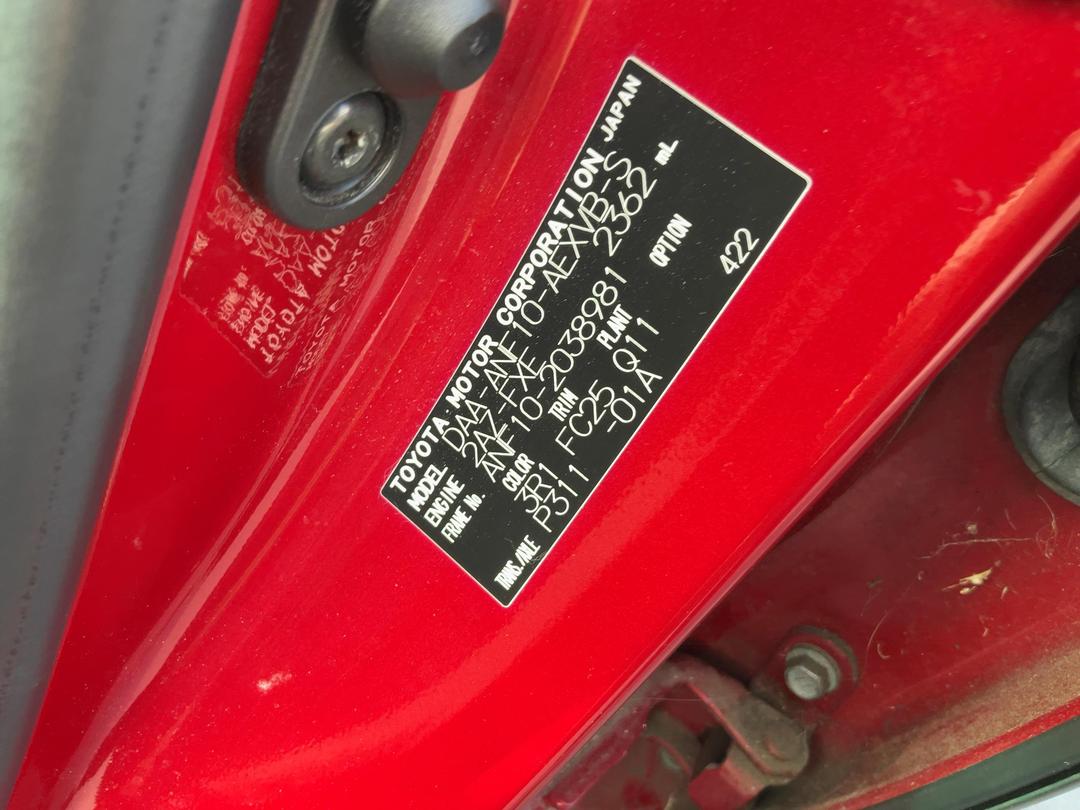 TOYOTA MOTOR CORPORATION JAPAN
MODEL DAA-ANF10-AEXVB-S
ENGINE 2AZ-FXE 2362 mL
FRAME No. ANF10-2038981
COLOR TRIM PLANT OPTION
3R1 FC25 Q11 422
-01A
TRANS./AXLE P311